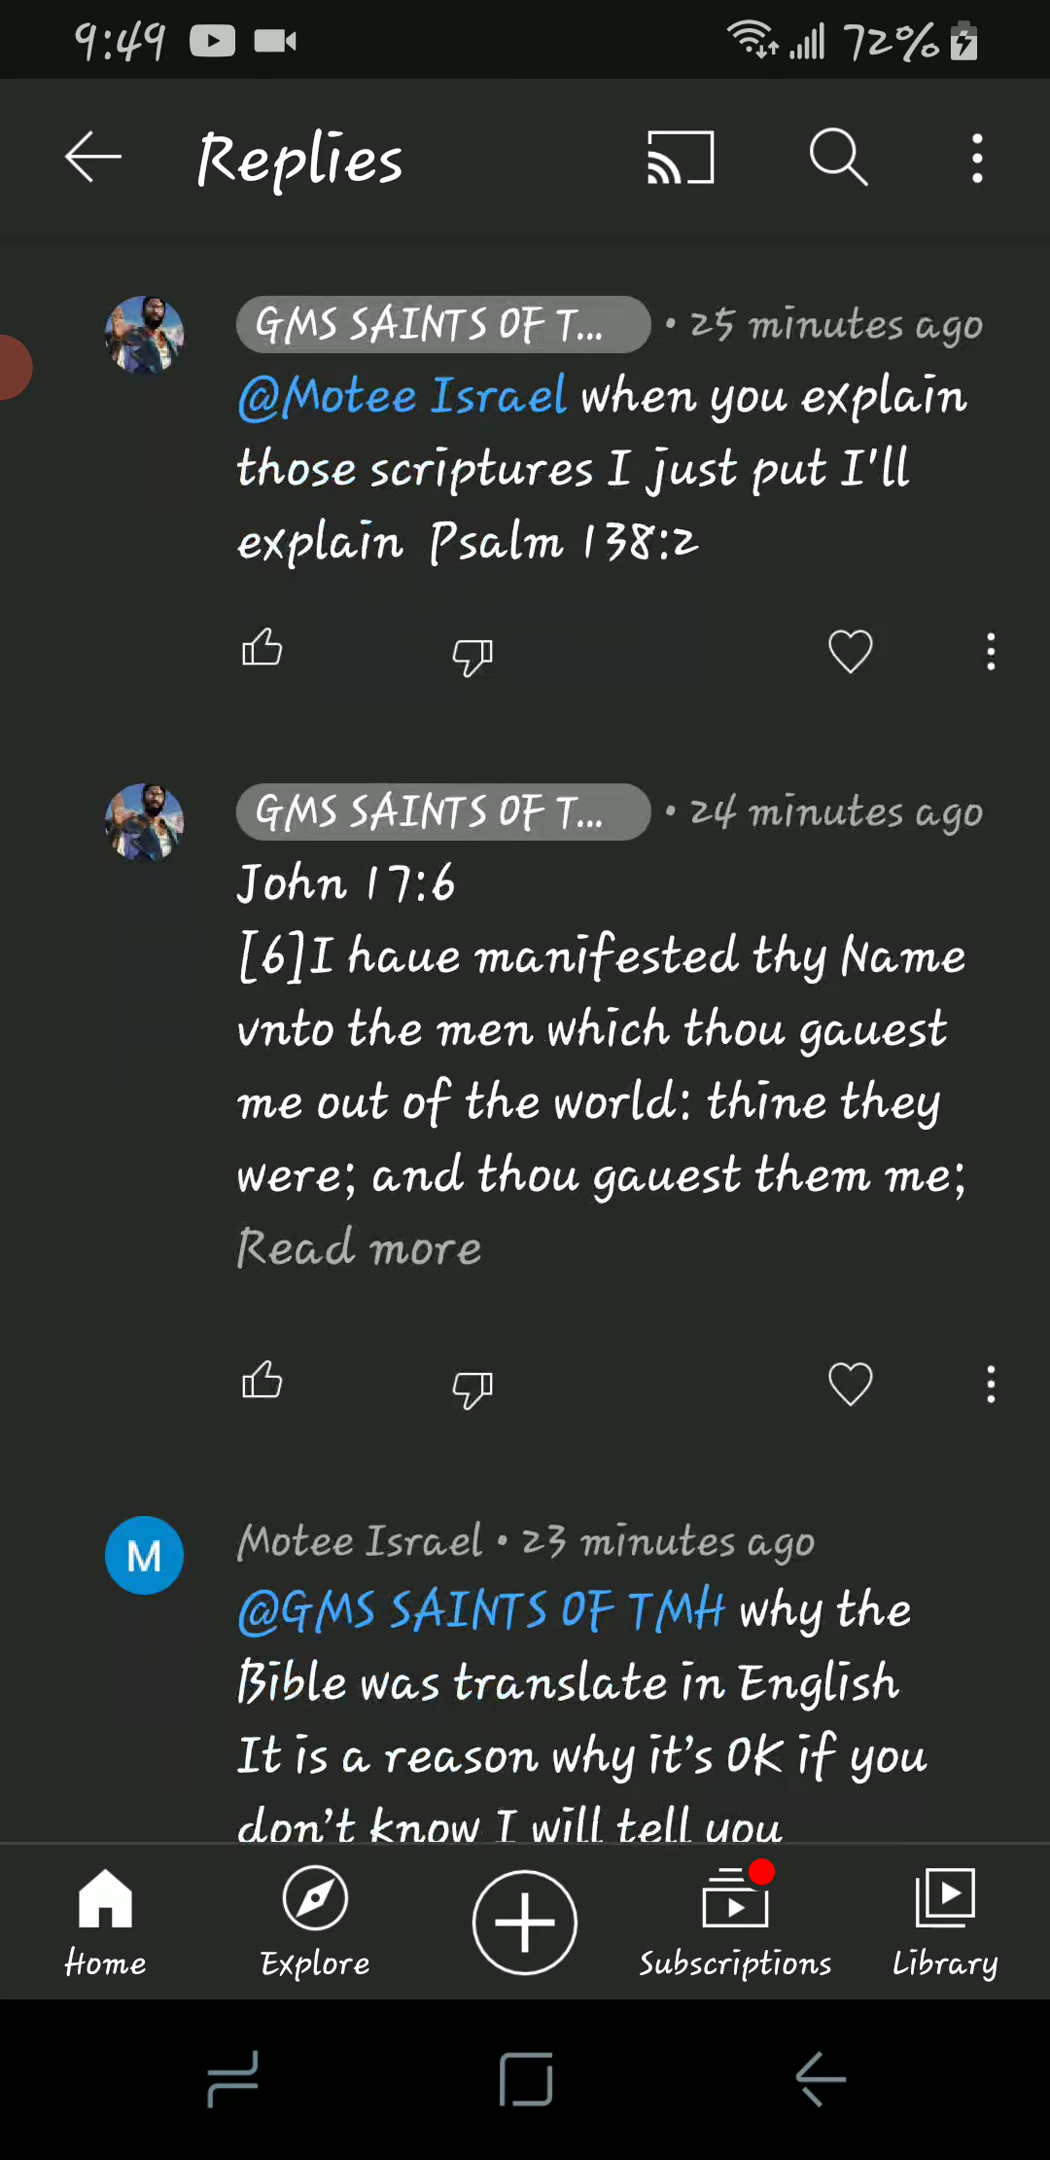 9:49 72%
Replies
GMS SAINTS OF T... • 25 minutes ago
@Motee Israel when you explain
those scriptures I just put I'll
explain Psalm 138:2
GMS SAINTS OF T... • 24 minutes ago
John 17:6
[6]I haue manifested thy Name
vnto the men which thou gauest
me out of the world: thine they
were; and thou gauest them me;
Read more
M
Motee Israel • 23 minutes ago
@GMS SAINTS OF TMH why the
Bible was translate in English
It is a reason why it’s OK if you
don’t know I will tell you
Home Explore Subscriptions Library